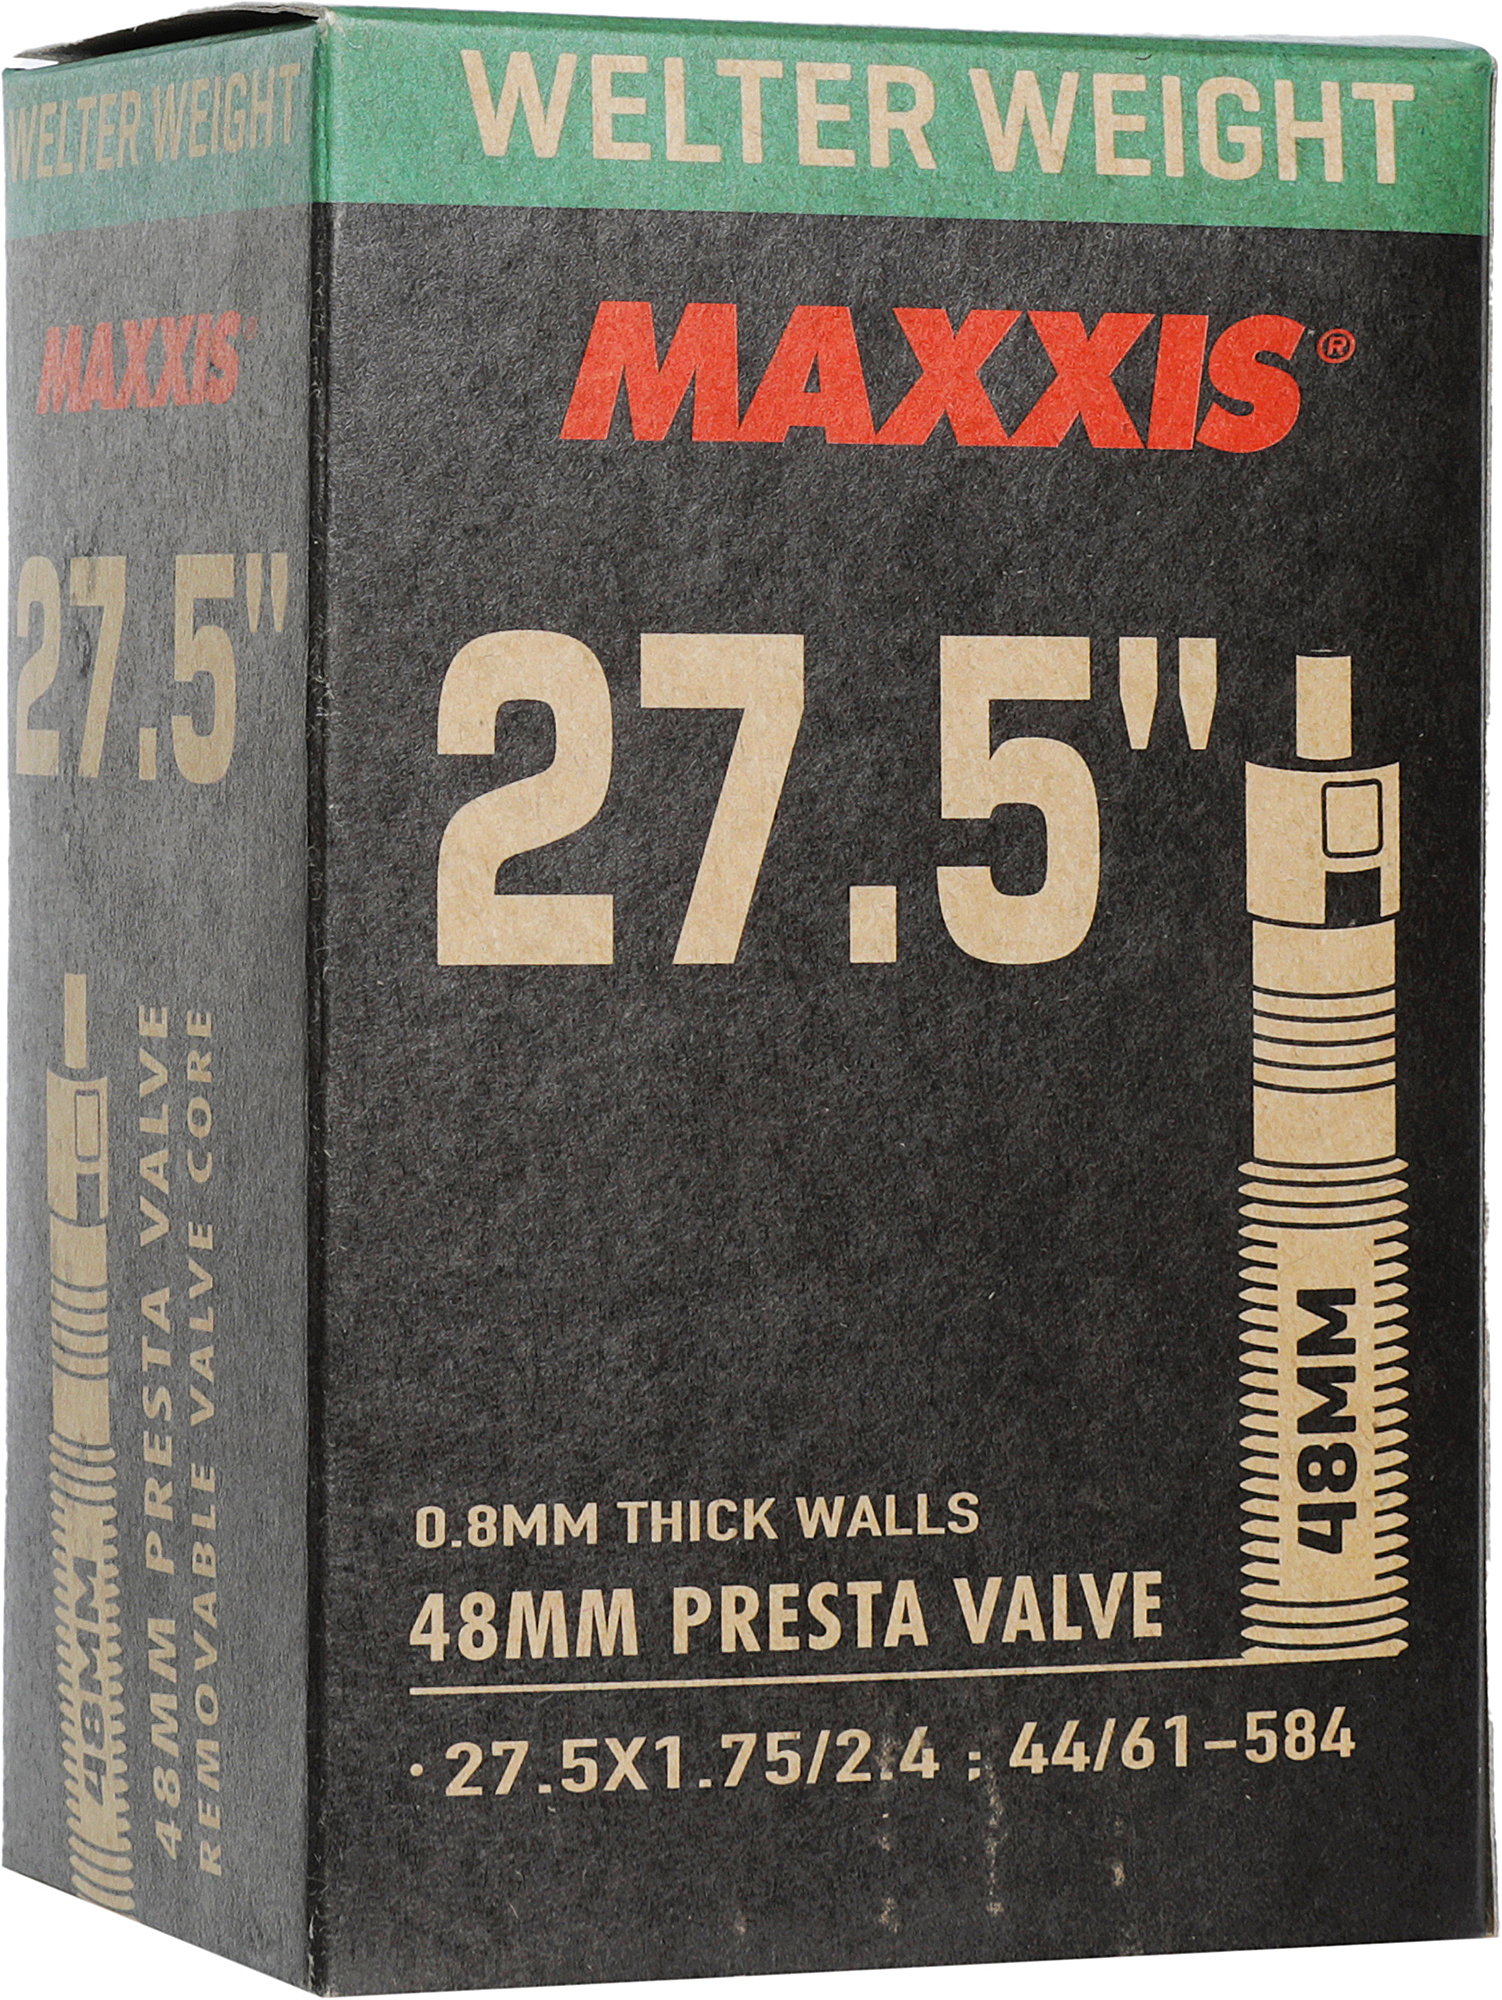 WELTER WEIGHT
MAXXIS®
27.5"
48MM
0.8MM THICK WALLS
48MM PRESTA VALVE
· 27.5X1.75/2.4 ; 44/61-584
WELTER WEIGHT
MAXXIS®
27.5"
48MM
48MM PRESTA VALVE
REMOVABLE VALVE CORE